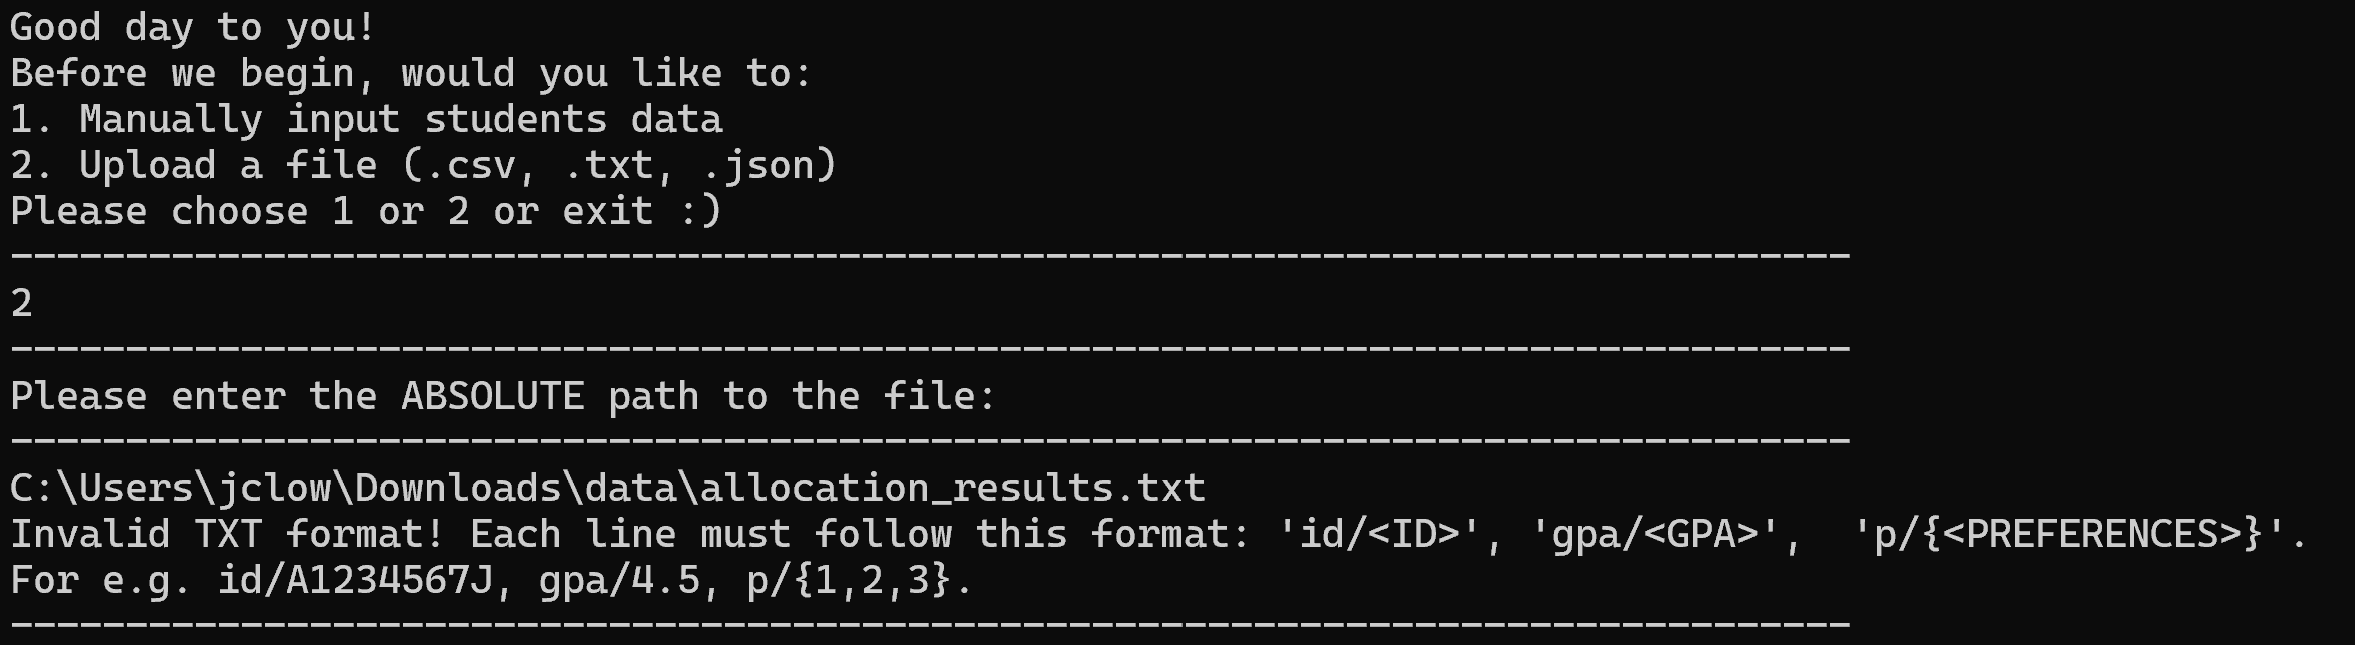 Good day to you!
Before we begin, would you like to:
1. Manually input students data
2. Upload a file (.csv, .txt, .json)
Please choose 1 or 2 or exit :)
--------------------------------------------------------------------------------
2
--------------------------------------------------------------------------------
Please enter the ABSOLUTE path to the file:
--------------------------------------------------------------------------------
C:\Users\jclow\Downloads\data\allocation_results.txt
Invalid TXT format! Each line must follow this format: 'id/<ID>', 'gpa/<GPA>',  'p/{<PREFERENCES>}'.
For e.g. id/A1234567J, gpa/4.5, p/{1,2,3}.
--------------------------------------------------------------------------------